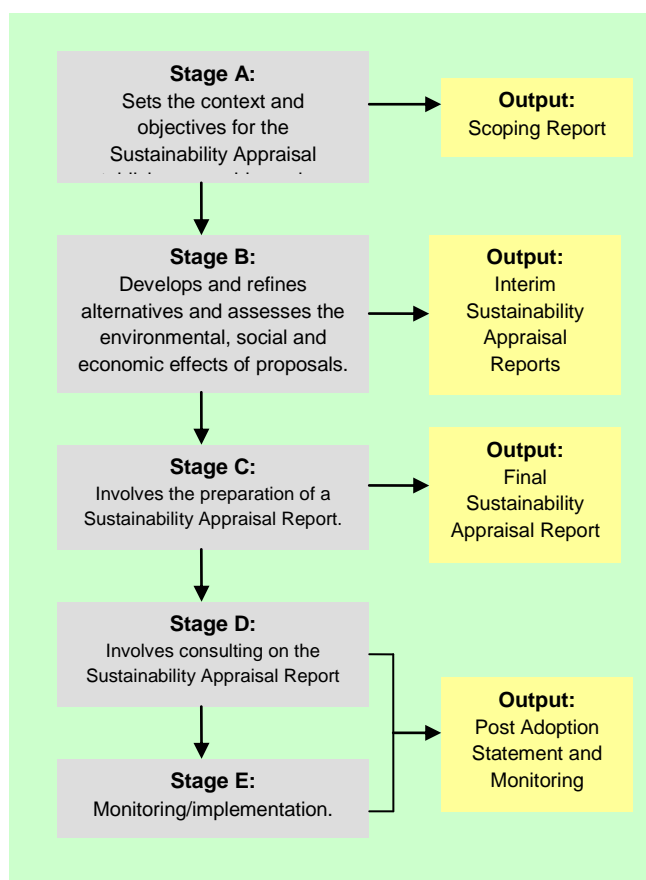 Stage A:
Sets the context and
objectives for the
Sustainability Appraisal
Output:
Scoping Report
Stage B:
Develops and refines
alternatives and assesses the
environmental, social and
economic effects of proposals.
Output:
Interim
Sustainability
Appraisal
Reports
Stage C:
Involves the preparation of a
Sustainability Appraisal Report.
Output:
Final
Sustainability
Appraisal Report
Stage D:
Involves consulting on the
Sustainability Appraisal Report
Stage E:
Monitoring/implementation.
Output:
Post Adoption
Statement and
Monitoring